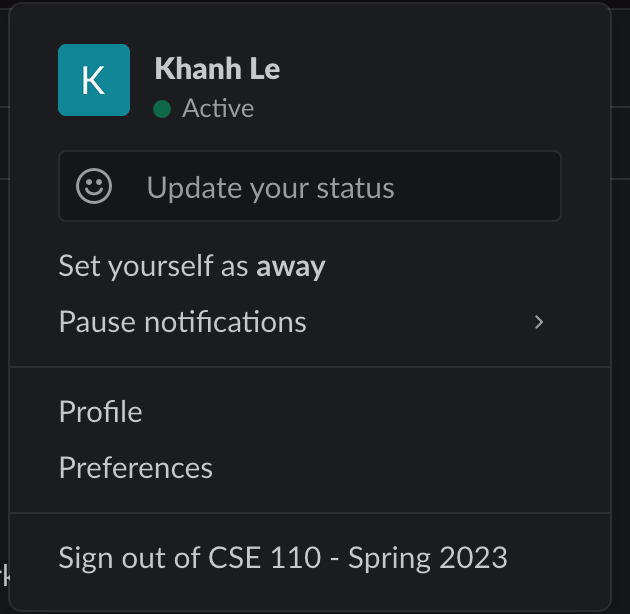 K
Khanh Le
Active
Update your status
Set yourself as away
Pause notifications
Profile
Preferences
Sign out of CSE 110 - Spring 2023